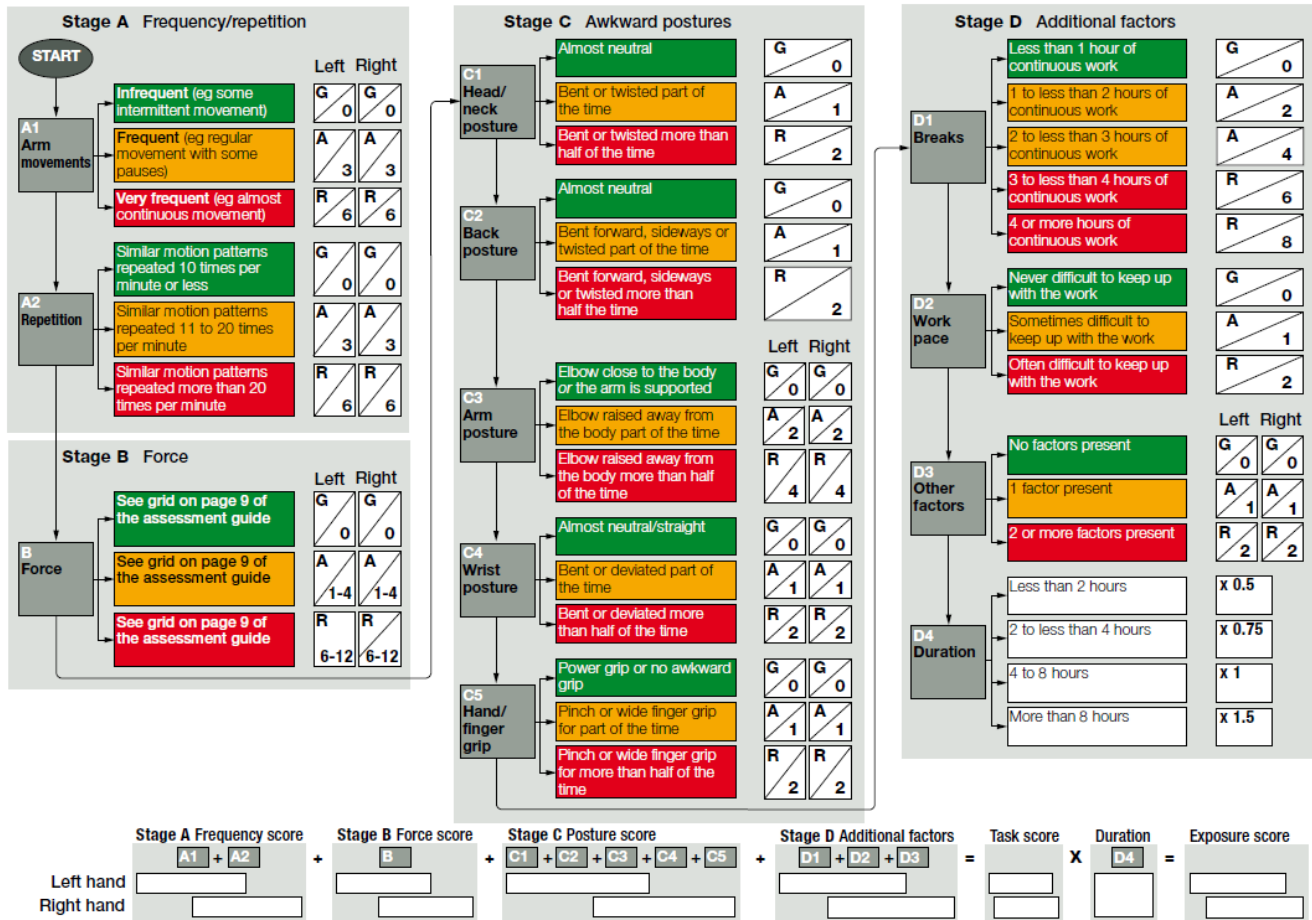 Stage A Frequency/repetition
START
Left Right
A1
Arm
movements
Infrequent (eg some
intermittent movement)
G 0 G 0
Frequent (eg regular
movement with some
pauses)
A 3 A 3
Very frequent (eg almost
continuous movement)
R 6 R 6
A2
Repetition
Similar motion patterns
repeated 10 times per
minute or less
G 0 G 0
Similar motion patterns
repeated 11 to 20 times
per minute
A 3 A 3
Similar motion patterns
repeated more than 20
times per minute
R 6 R 6
Stage B Force
Left Right
B
Force
See grid on page 9 of
the assessment guide
G 0 G 0
See grid on page 9 of
the assessment guide
A 1-4 A 1-4
See grid on page 9 of
the assessment guide
R 6-12 R 6-12
Stage C Awkward postures
C1
Head/
neck
posture
Almost neutral
G 0
Bent or twisted part of
the time
A 1
Bent or twisted more than
half of the time
R 2
C2
Back
posture
Almost neutral
G 0
Bent forward, sideways or
twisted part of the time
A 1
Bent forward, sideways
or twisted more than
half the time
R 2
Left Right
C3
Arm
posture
Elbow close to the body
or the arm is supported
G 0 G 0
Elbow raised away from
the body part of the time
A 2 A 2
Elbow raised away from
the body more than half
of the time
R 4 R 4
C4
Wrist
posture
Almost neutral/straight
G 0 G 0
Bent or deviated part of
the time
A 1 A 1
Bent or deviated more
than half of the time
R 2 R 2
C5
Hand/
finger
grip
Power grip or no awkward
grip
G 0 G 0
Pinch or wide finger grip
for part of the time
A 1 A 1
Pinch or wide finger grip
for more than half of the
time
R 2 R 2
Stage D Additional factors
D1
Breaks
Less than 1 hour of
continuous work
G 0
1 to less than 2 hours of
continuous work
A 2
2 to less than 3 hours of
continuous work
A 4
3 to less than 4 hours of
continuous work
R 6
4 or more hours of
continuous work
R 8
D2
Work
pace
Never difficult to keep up
with the work
G 0
Sometimes difficult to
keep up with the work
A 1
Often difficult to keep up
with the work
R 2
Left Right
D3
Other
factors
No factors present
G 0 G 0
1 factor present
A 1 A 1
2 or more factors present
R 2 R 2
D4
Duration
Less than 2 hours
x 0.5
2 to less than 4 hours
x 0.75
4 to 8 hours
x 1
More than 8 hours
x 1.5
Stage A Frequency score Stage B Force score Stage C Posture score Stage D Additional factors Task score Duration Exposure score
A1 + A2 + B + C1 + C2 + C3 + C4 + C5 + D1 + D2 + D3 = X D4 =
Left hand
Right hand